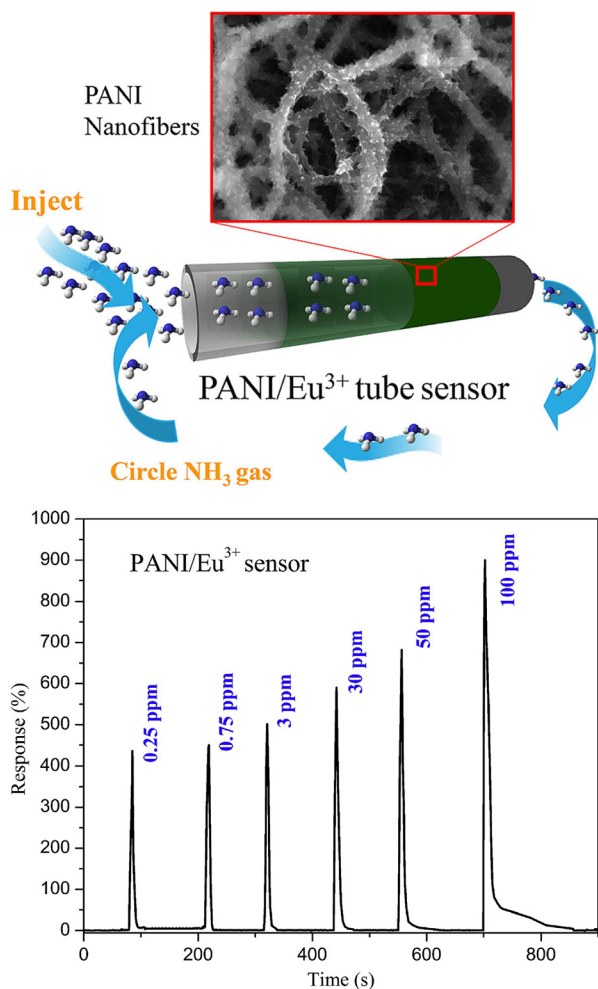 PANI
Nanofibers
Inject
PANI/Eu³⁺ tube sensor
Circle NH₃ gas
PANI/Eu³⁺ sensor
0.25 ppm
0.75 ppm
3 ppm
30 ppm
50 ppm
100 ppm
Response (%)
1000
900
800
700
600
500
400
300
200
100
0
0
200
400
600
800
Time (s)